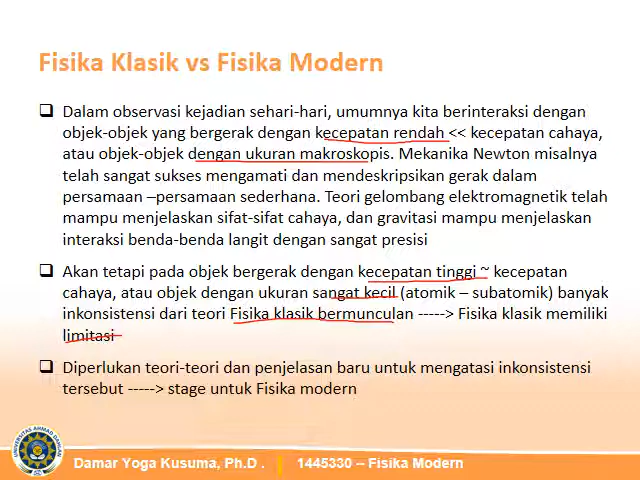 Fisika Klasik vs Fisika Modern
Dalam observasi kejadian sehari-hari, umumnya kita berinteraksi dengan
objek-objek yang bergerak dengan kecepatan rendah << kecepatan cahaya,
atau objek-objek dengan ukuran makroskopis. Mekanika Newton misalnya
telah sangat sukses mengamati dan mendeskripsikan gerak dalam
persamaan –persamaan sederhana. Teori gelombang elektromagnetik telah
mampu menjelaskan sifat-sifat cahaya, dan gravitasi mampu menjelaskan
interaksi benda-benda langit dengan sangat presisi
Akan tetapi pada objek bergerak dengan kecepatan tinggi ~ kecepatan
cahaya, atau objek dengan ukuran sangat kecil (atomik – subatomik) banyak
inkonsistensi dari teori Fisika klasik bermunculan -----> Fisika klasik memiliki
limitasi
Diperlukan teori-teori dan penjelasan baru untuk mengatasi inkonsistensi
tersebut -----> stage untuk Fisika modern
UNIVERSITAS AHMAD DAHLAN
Damar Yoga Kusuma, Ph.D . 1445330 – Fisika Modern